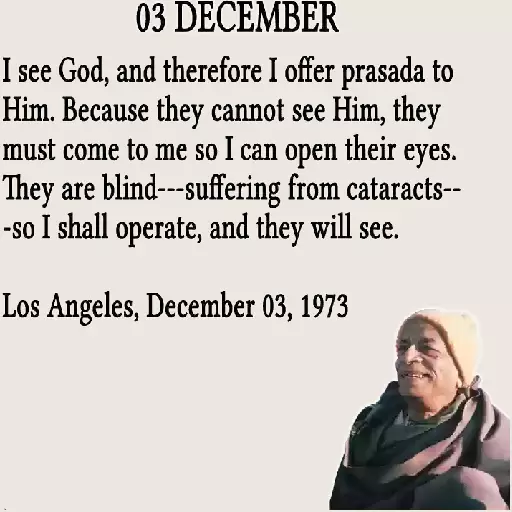 03 DECEMBER
I see God, and therefore I offer prasada to
Him. Because they cannot see Him, they
must come to me so I can open their eyes.
They are blind---suffering from cataracts--
-so I shall operate, and they will see.
Los Angeles, December 03, 1973